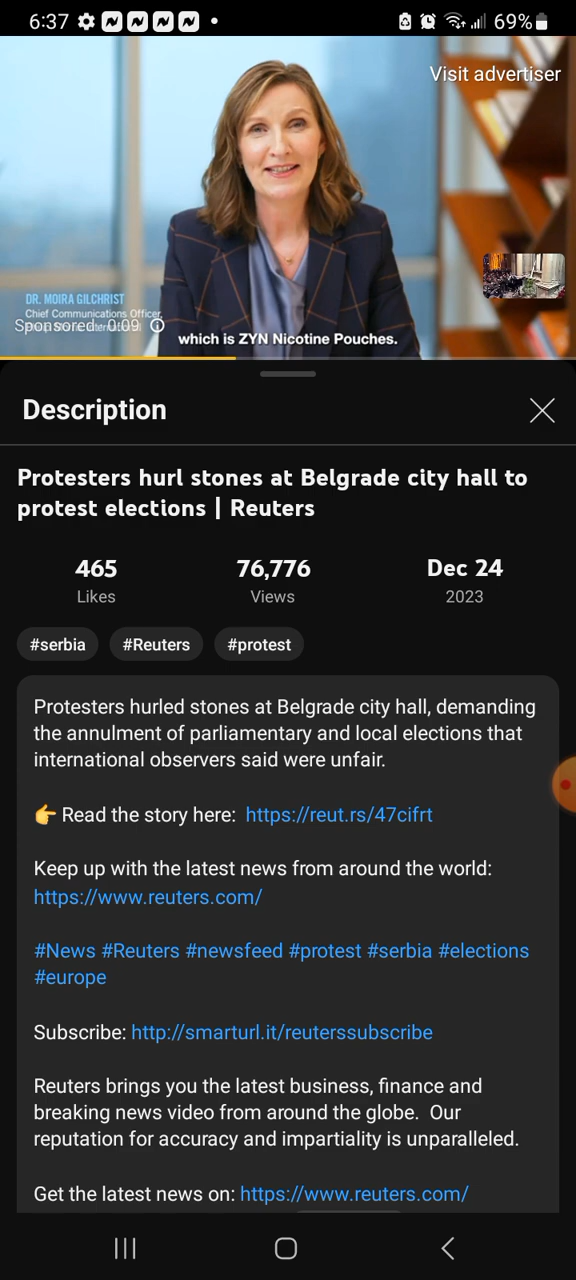 6:37
69%
Visit advertiser
DR. MOIRA GILCHRIST
Chief Communications Officer,
Sponsored · 0:09
which is ZYN Nicotine Pouches.
Description
Protesters hurl stones at Belgrade city hall to
protest elections | Reuters
465
76,776
Dec 24
Likes
Views
2023
#serbia
#Reuters
#protest
Protesters hurled stones at Belgrade city hall, demanding
the annulment of parliamentary and local elections that
international observers said were unfair.
👉 Read the story here:  https://reut.rs/47cifrt
Keep up with the latest news from around the world:
https://www.reuters.com/
#News #Reuters #newsfeed #protest #serbia #elections
#europe
Subscribe: http://smarturl.it/reuterssubscribe
Reuters brings you the latest business, finance and
breaking news video from around the globe.  Our
reputation for accuracy and impartiality is unparalleled.
Get the latest news on: https://www.reuters.com/